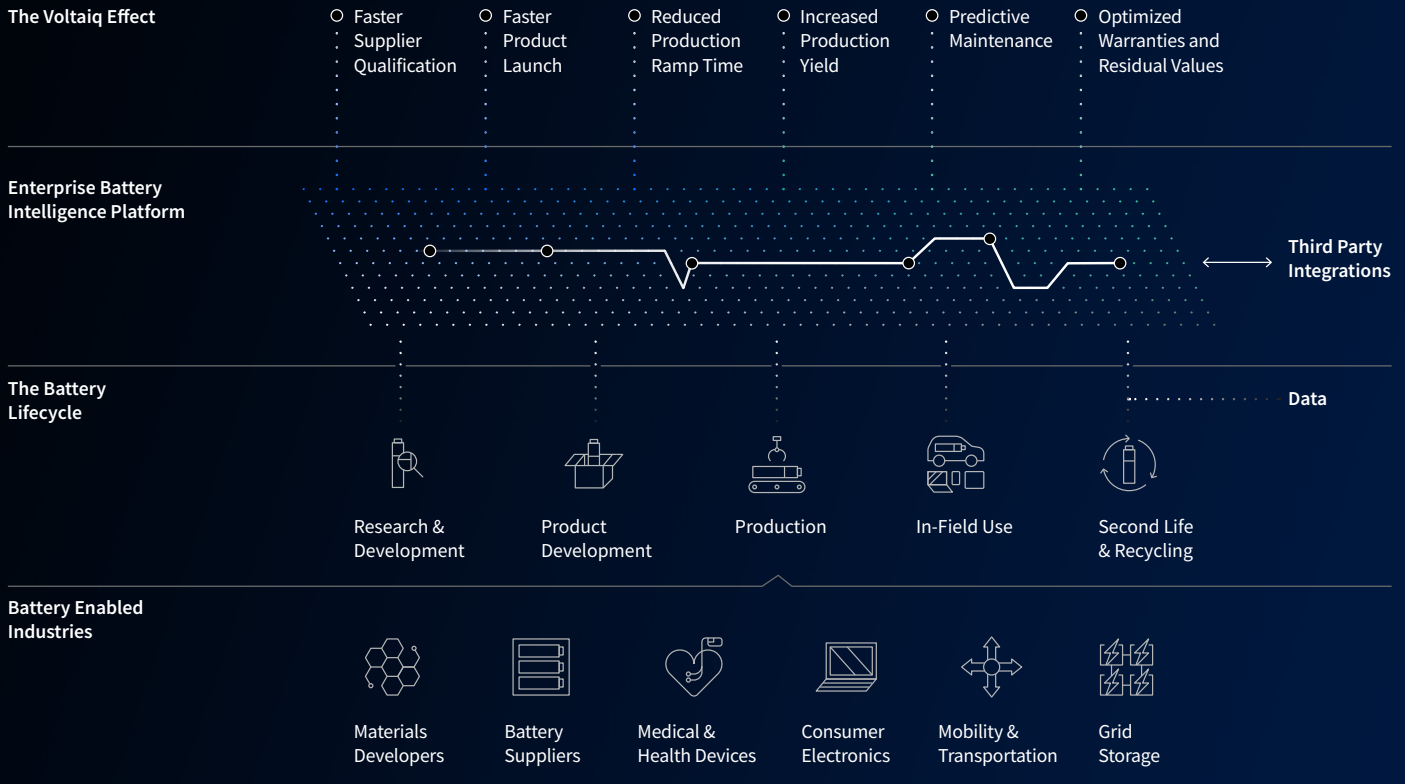 The Voltaiq Effect
Faster
Supplier
Qualification
Faster
Product
Launch
Reduced
Production
Ramp Time
Increased
Production
Yield
Predictive
Maintenance
Optimized
Warranties and
Residual Values
Enterprise Battery
Intelligence Platform
Third Party
Integrations
The Battery
Lifecycle
Data
Research &
Development
Product
Development
Production
In-Field Use
Second Life
& Recycling
Battery Enabled
Industries
Materials
Developers
Battery
Suppliers
Medical &
Health Devices
Consumer
Electronics
Mobility &
Transportation
Grid
Storage